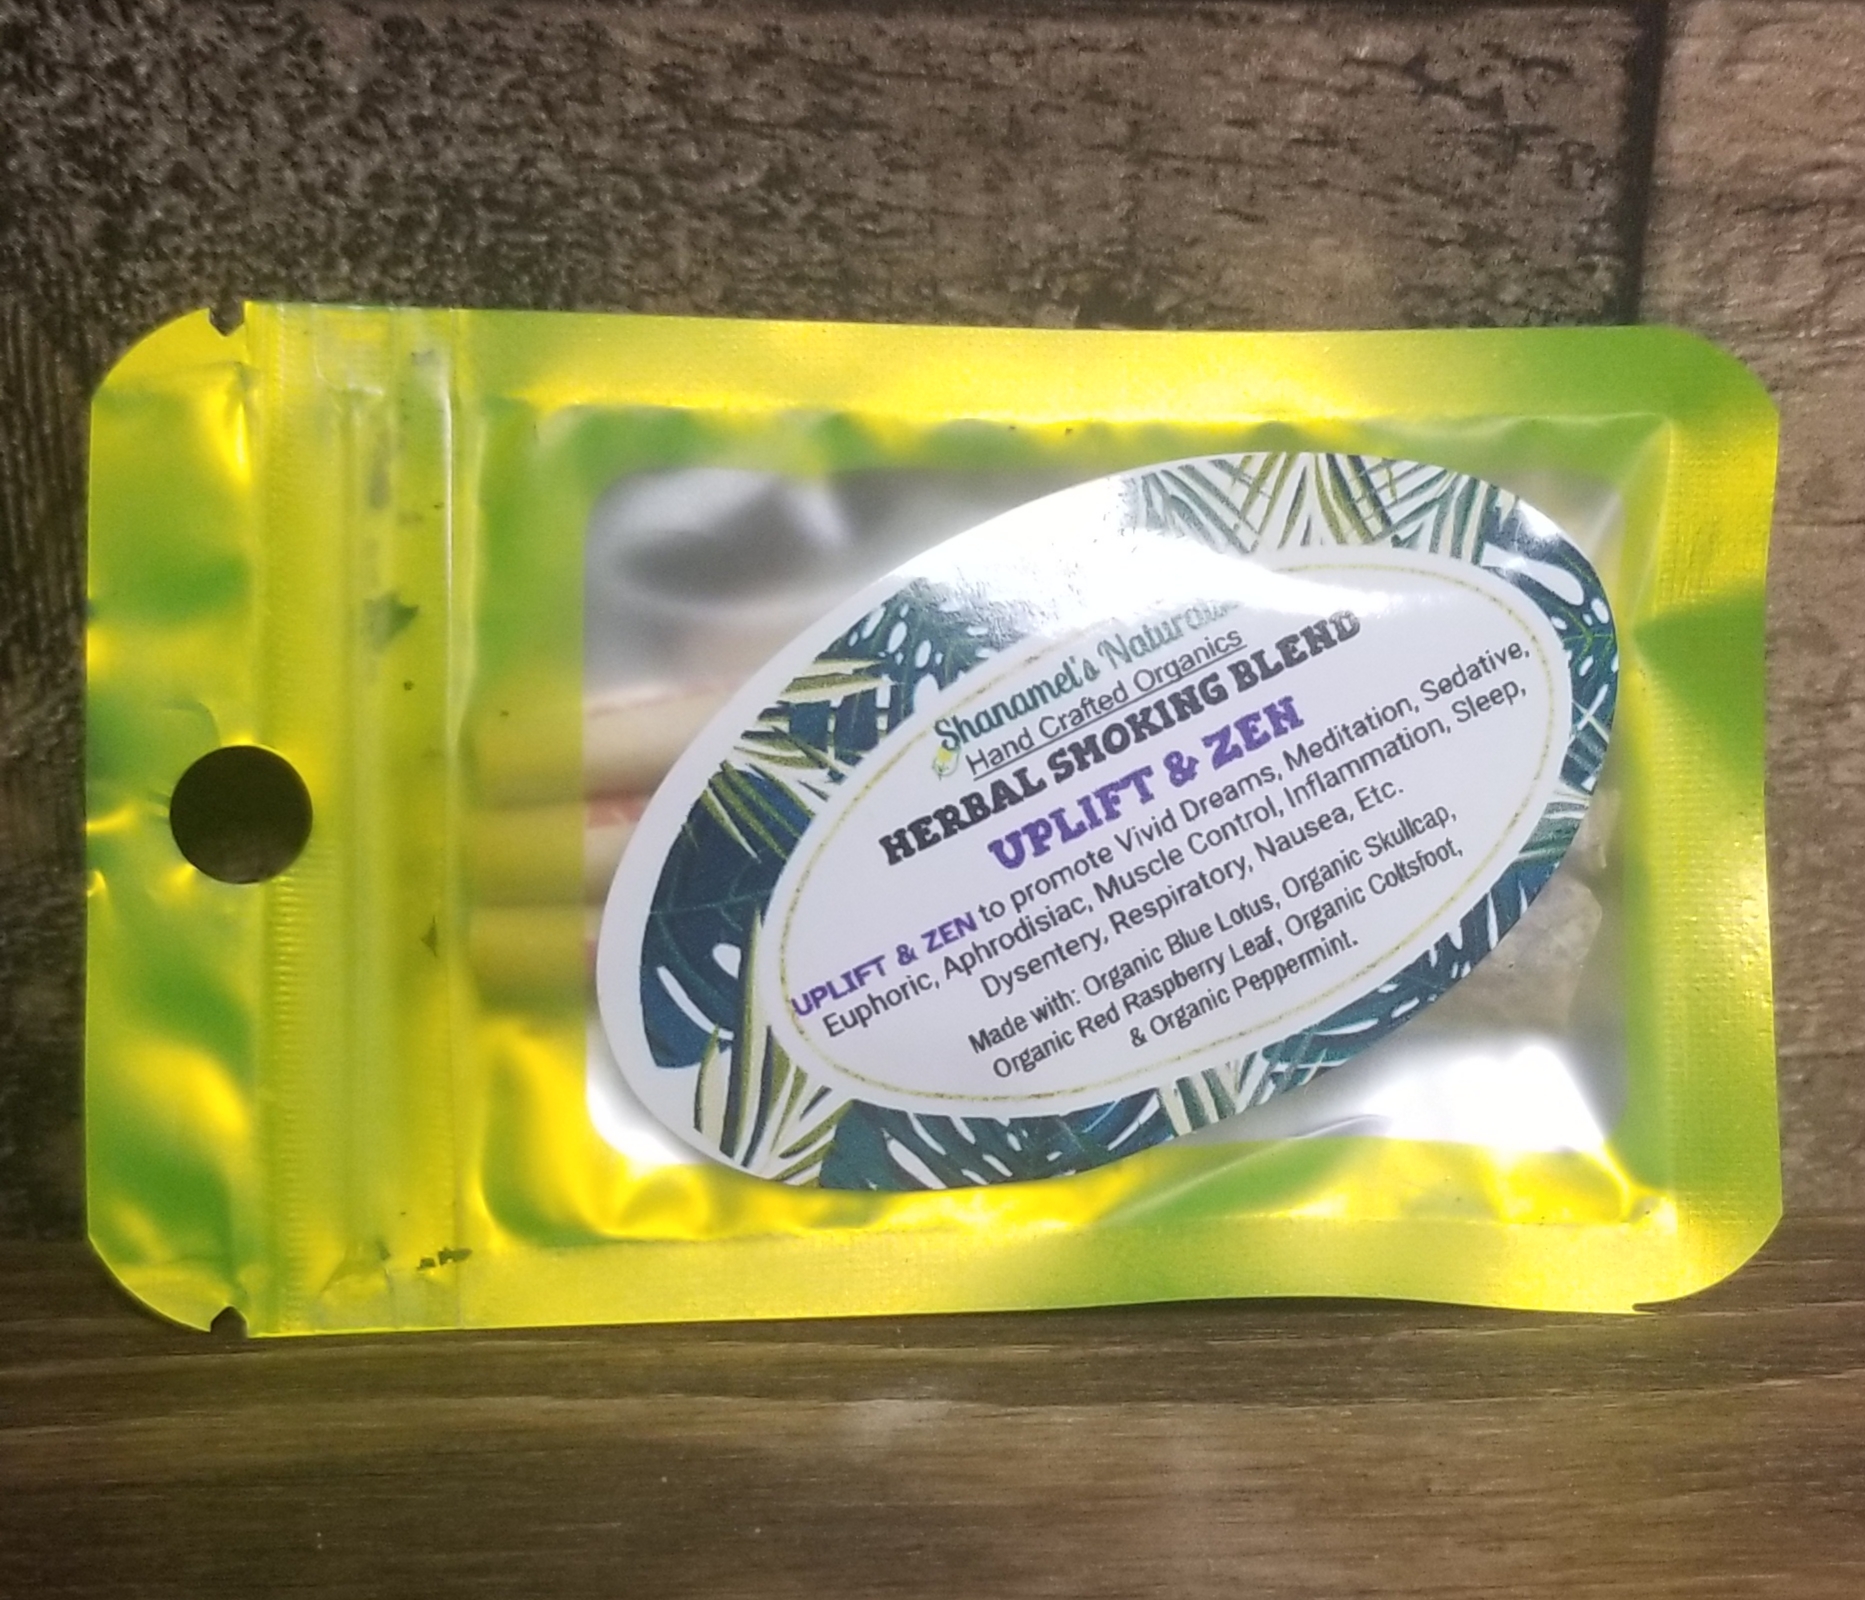 Shanamel's Naturals
Hand Crafted Organics
HERBAL SMOKING BLEND
UPLIFT & ZEN
UPLIFT & ZEN to promote Vivid Dreams, Meditation, Sedative,
Euphoric, Aphrodisiac, Muscle Control, Inflammation, Sleep,
Dysentery, Respiratory, Nausea, Etc.
Made with: Organic Blue Lotus, Organic Skullcap,
Organic Red Raspberry Leaf, Organic Coltsfoot,
& Organic Peppermint.